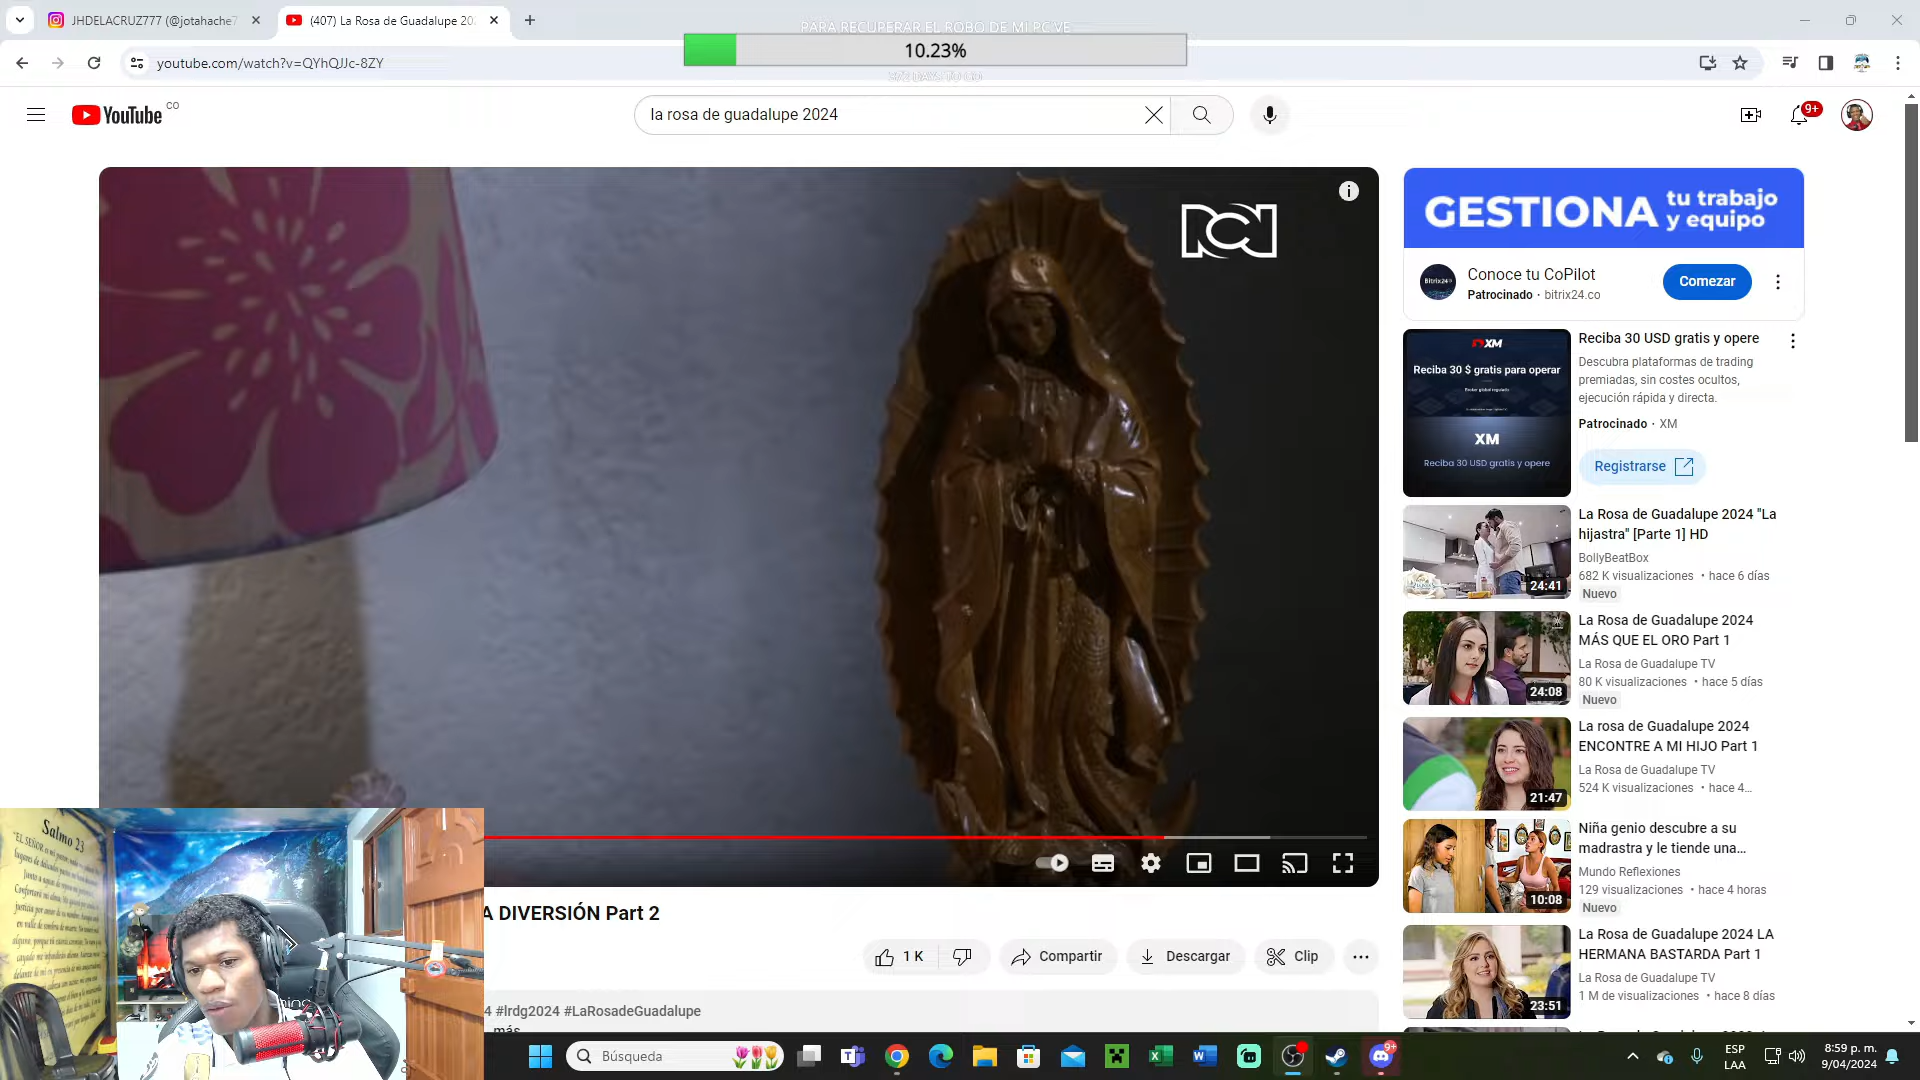 JHDELACRUZ777 (@jotahache7
(407) La Rosa de Guadalupe 20
PARA RECUPERAR EL ROBO DE MI PC VE
10.23%
youtube.com/watch?v=QYhQJJc-8ZY
YouTube CO
la rosa de guadalupe 2024
9+
RCN
GESTIONA tu trabajo
y equipo
Bitrix24
Conoce tu CoPilot
Patrocinado · bitrix24.co
Comezar
XM
Reciba 30 $ gratis para operar
XM
Reciba 30 USD gratis y opere
Reciba 30 USD gratis y opere
Descubra plataformas de trading
premiadas, sin costes ocultos,
ejecución rápida y directa.
Patrocinado · XM
Registrarse
La Rosa de Guadalupe 2024 "La
hijastra" [Parte 1] HD
BollyBeatBox
682 K visualizaciones • hace 6 días
Nuevo
24:41
La Rosa de Guadalupe 2024
MÁS QUE EL ORO Part 1
La Rosa de Guadalupe TV
80 K visualizaciones • hace 5 días
Nuevo
24:08
La rosa de Guadalupe 2024
ENCONTRE A MI HIJO Part 1
La Rosa de Guadalupe TV
524 K visualizaciones • hace 4...
21:47
Niña genio descubre a su
madrastra y le tiende una...
Mundo Reflexiones
129 visualizaciones • hace 4 horas
Nuevo
10:08
La Rosa de Guadalupe 2024 LA
HERMANA BASTARDA Part 1
La Rosa de Guadalupe TV
1 M de visualizaciones • hace 8 días
23:51
A DIVERSIÓN Part 2
1 K
Compartir
Descargar
Clip
4 #lrdg2024 #LaRosadeGuadalupe
más
Salmo 23
Búsqueda
9+
ESP
LAA
8:59 p. m.
9/04/2024